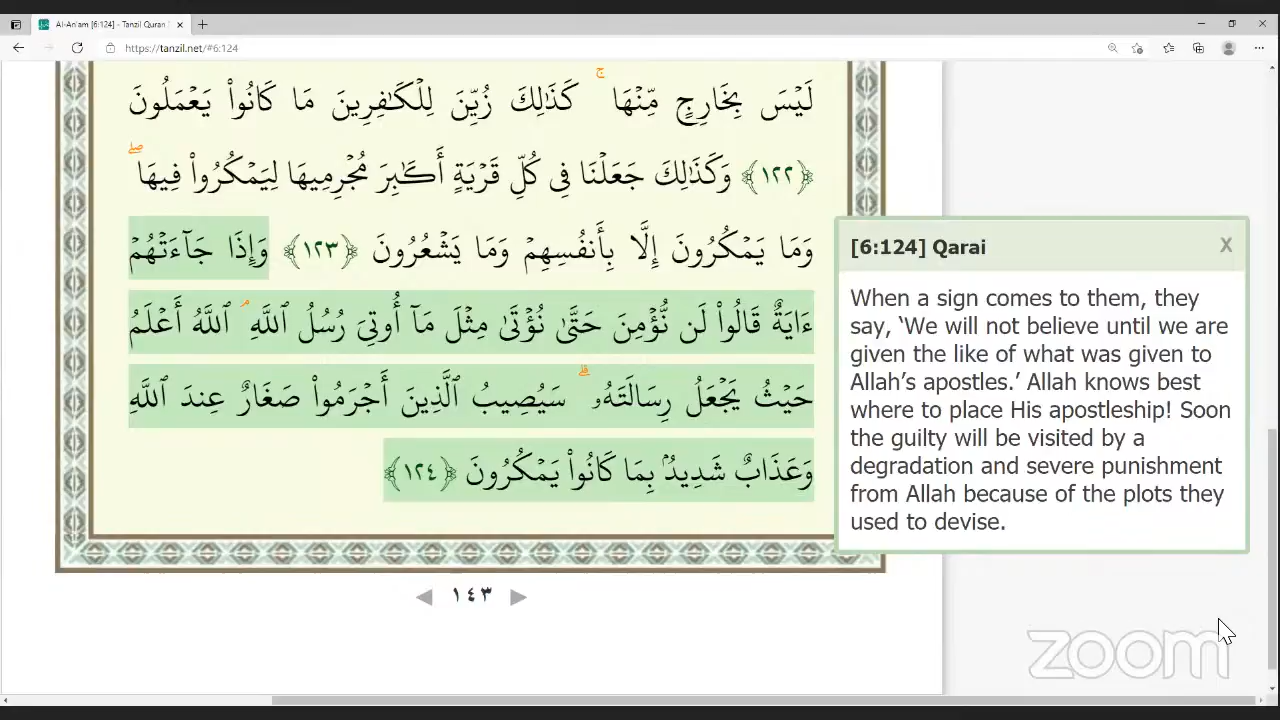 Al-An'am [6:124] - Tanzil Quran
https://tanzil.net/#6:124
لَيْسَ بِخَارِجٍ مِّنْهَا ۚ كَذَٰلِكَ زُيِّنَ لِلْكَـٰفِرِينَ مَا كَانُوا۟ يَعْمَلُونَ
﴿١٢٢﴾ وَكَذَٰلِكَ جَعَلْنَا فِى كُلِّ قَرْيَةٍ أَكَـٰبِرَ مُجْرِمِيهَا لِيَمْكُرُوا۟ فِيهَا ۖ
وَمَا يَمْكُرُونَ إِلَّا بِأَنفُسِهِمْ وَمَا يَشْعُرُونَ ﴿١٢٣﴾ وَإِذَا جَآءَتْهُمْ
ءَايَةٌ قَالُوا۟ لَن نُّؤْمِنَ حَتَّىٰ نُؤْتَىٰ مِثْلَ مَآ أُوتِىَ رُسُلُ ٱللَّهِ ۘ ٱللَّهُ أَعْلَمُ
حَيْثُ يَجْعَلُ رِسَالَتَهُۥ ۗ سَيُصِيبُ ٱلَّذِينَ أَجْرَمُوا۟ صَغَارٌ عِندَ ٱللَّهِ
وَعَذَابٌ شَدِيدٌۢ بِمَا كَانُوا۟ يَمْكُرُونَ ﴿١٢٤﴾
١٤٣
[6:124] Qarai
X
When a sign comes to them, they
say, ‘We will not believe until we are
given the like of what was given to
Allah’s apostles.’ Allah knows best
where to place His apostleship! Soon
the guilty will be visited by a
degradation and severe punishment
from Allah because of the plots they
used to devise.
zoom